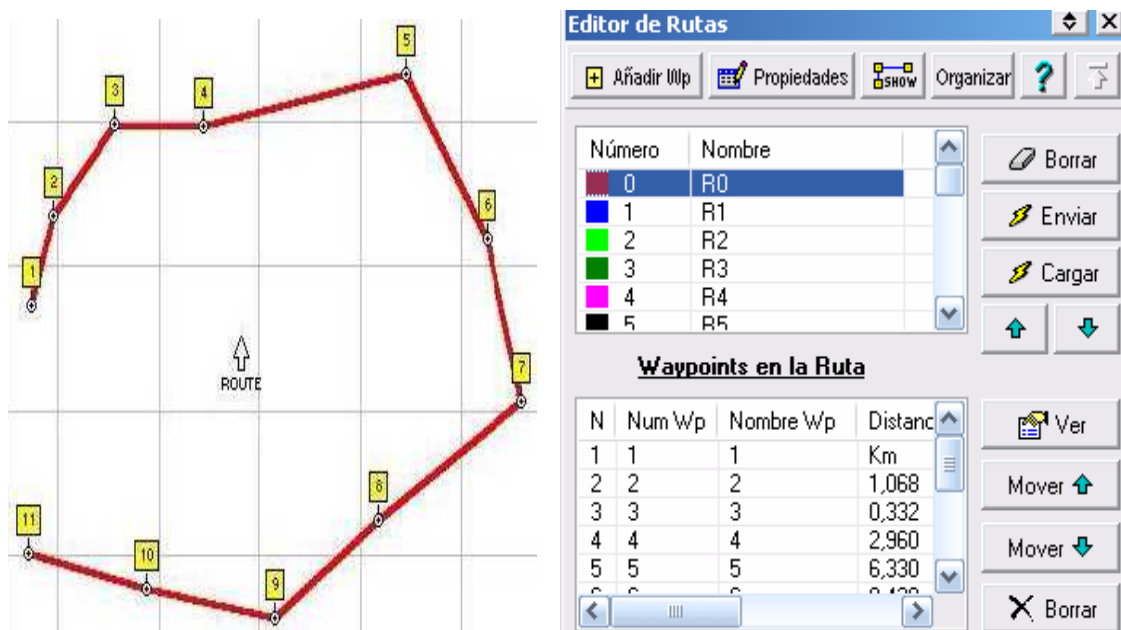 5
3
4
2
6
1
ROUTE
7
11
10
8
9
Editor de Rutas
Añadir Wp Propiedades SHOW Organizar ?
Número Nombre
0 R0
1 R1
2 R2
3 R3
4 R4
5 R5
Borrar
Enviar
Cargar
Waypoints en la Ruta
N Num Wp Nombre Wp Distanc
1 1 1 Km
2 2 2 1,068
3 3 3 0,332
4 4 4 2,960
5 5 5 6,330
Ver
Mover
Mover
Borrar